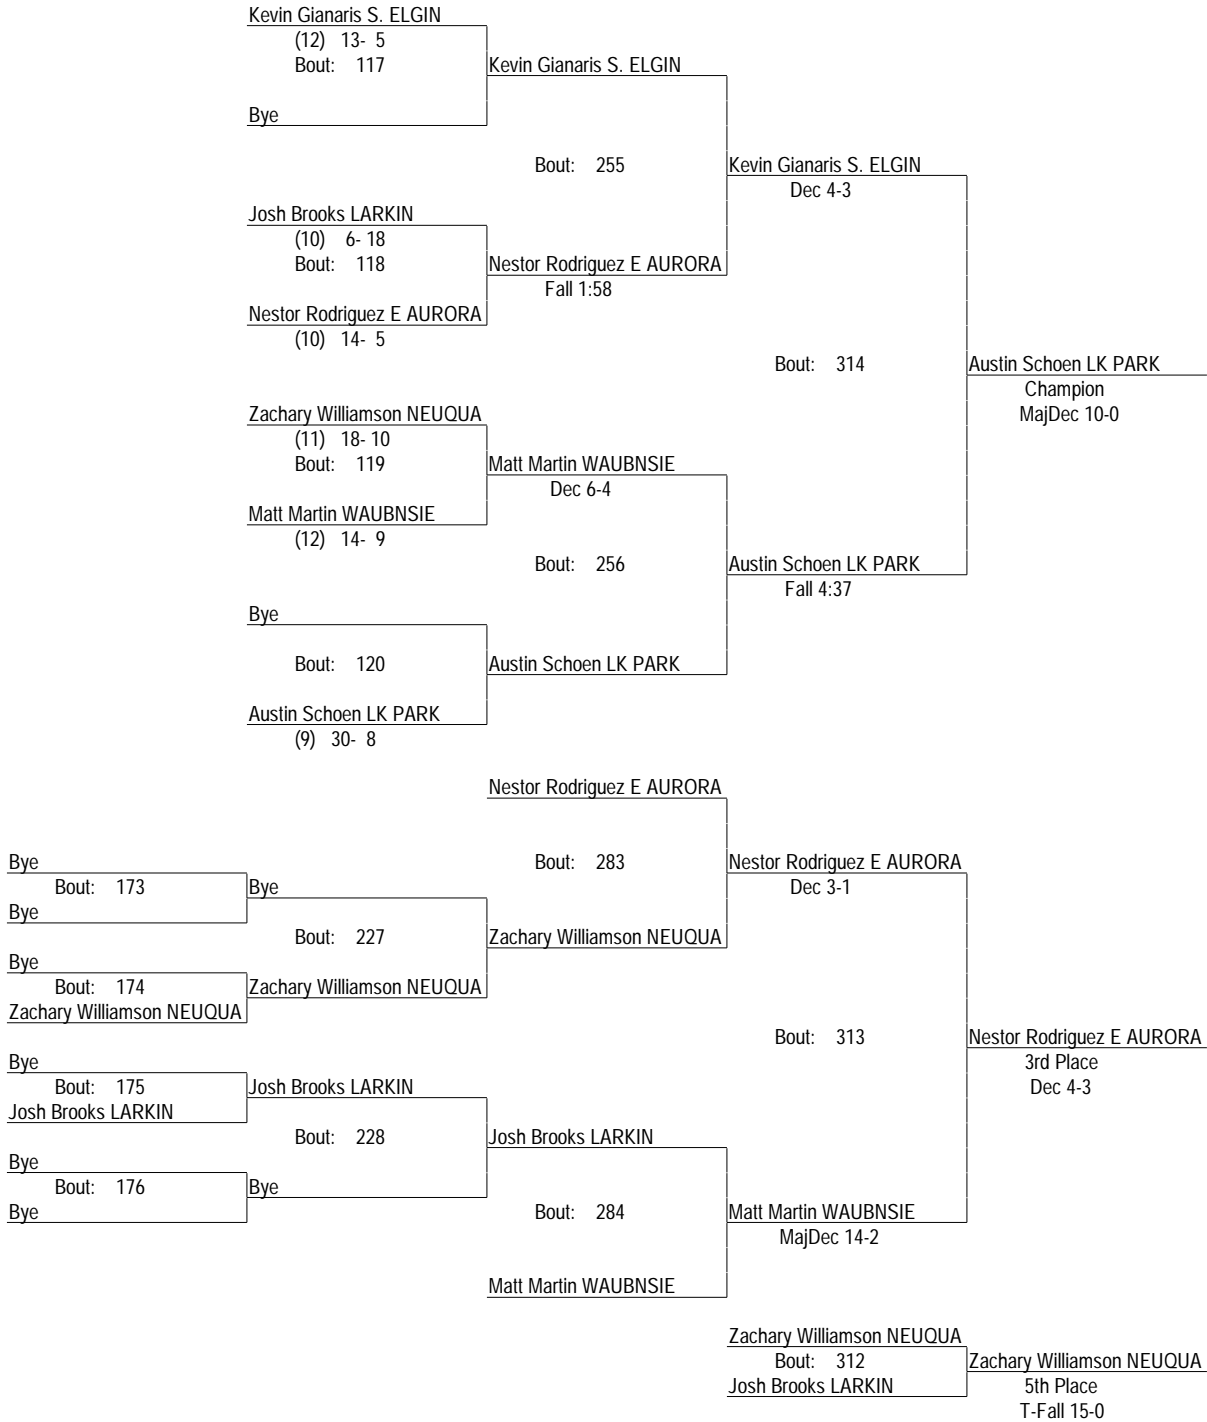 Kevin Gianaris S. ELGIN
(12) 13- 5
Bout: 117
Kevin Gianaris S. ELGIN
Bye
Bout: 255
Kevin Gianaris S. ELGIN
Dec 4-3
Josh Brooks LARKIN
(10) 6- 18
Bout: 118
Nestor Rodriguez E AURORA
Fall 1:58
Nestor Rodriguez E AURORA
(10) 14- 5
Bout: 314
Austin Schoen LK PARK
Champion
MajDec 10-0
Zachary Williamson NEUQUA
(11) 18- 10
Bout: 119
Matt Martin WAUBNSIE
Dec 6-4
Matt Martin WAUBNSIE
(12) 14- 9
Bout: 256
Austin Schoen LK PARK
Fall 4:37
Bye
Bout: 120
Austin Schoen LK PARK
Austin Schoen LK PARK
(9) 30- 8
Nestor Rodriguez E AURORA
Bout: 283
Nestor Rodriguez E AURORA
Dec 3-1
Bye
Bout: 173
Bye
Bye
Bout: 227
Zachary Williamson NEUQUA
Bye
Bout: 174
Zachary Williamson NEUQUA
Zachary Williamson NEUQUA
Bout: 313
Nestor Rodriguez E AURORA
3rd Place
Dec 4-3
Bye
Bout: 175
Josh Brooks LARKIN
Josh Brooks LARKIN
Bout: 228
Josh Brooks LARKIN
Bye
Bout: 176
Bye
Bye
Bout: 284
Matt Martin WAUBNSIE
MajDec 14-2
Matt Martin WAUBNSIE
Zachary Williamson NEUQUA
Bout: 312
Zachary Williamson NEUQUA
Josh Brooks LARKIN
5th Place
T-Fall 15-0